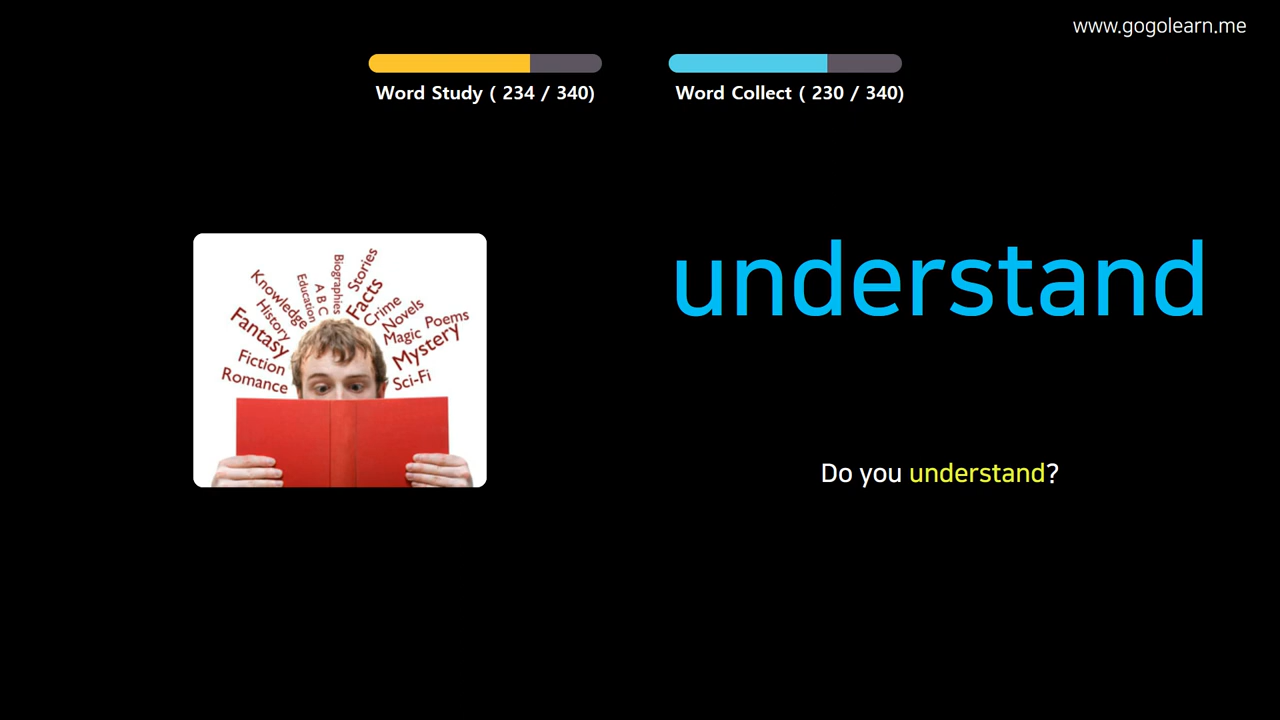 www.gogolearn.me
Word Study ( 234 / 340)
Word Collect ( 230 / 340)
understand
Do you understand?
Knowledge
History
Fantasy
Fiction
Romance
Education
A B C
Biographies
Stories
Facts
Crime
Novels
Magic
Poems
Mystery
Sci-Fi